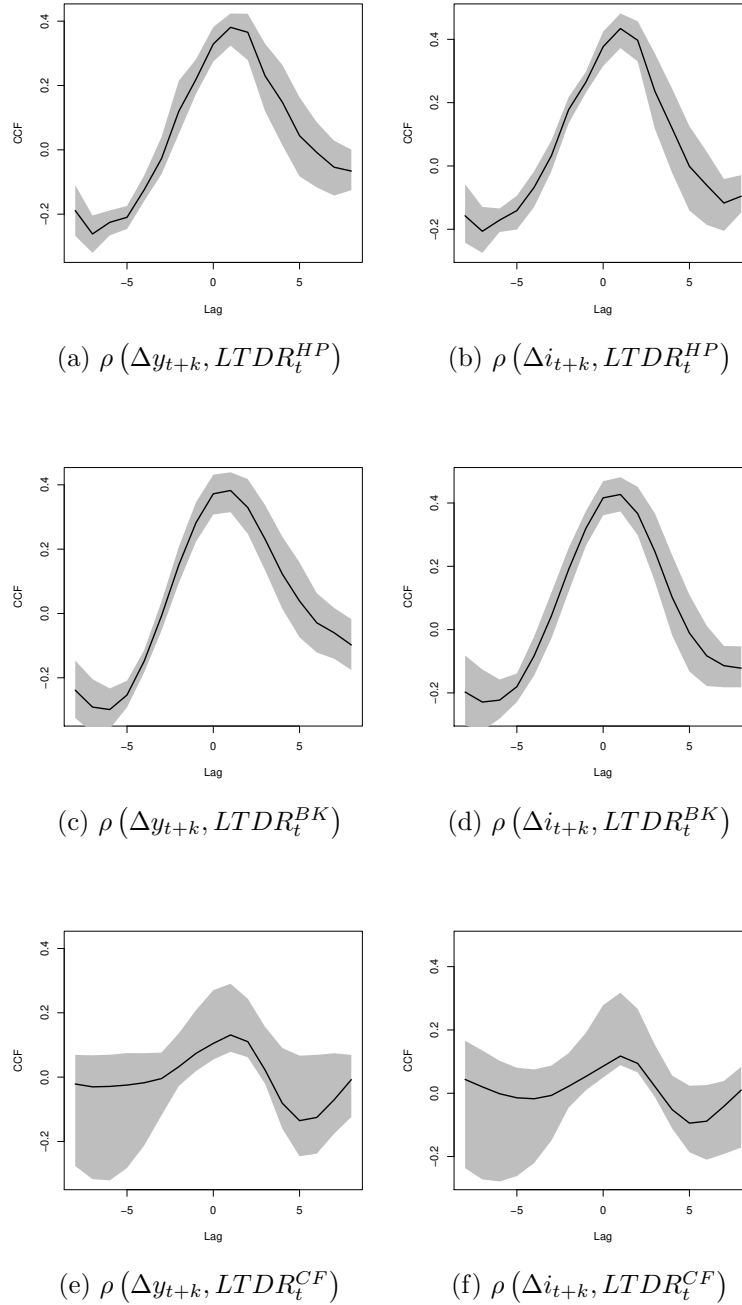 0.4
0.2
0.0
−0.2
CCF
−5
0
5
Lag
0.4
0.2
0.0
−0.2
CCF
−5
0
5
Lag
(a) ρ (Δy_{t+k}, LTDR_t^{HP})
(b) ρ (Δi_{t+k}, LTDR_t^{HP})
0.4
0.2
0.0
−0.2
CCF
−5
0
5
Lag
0.4
0.2
0.0
−0.2
CCF
−5
0
5
Lag
(c) ρ (Δy_{t+k}, LTDR_t^{BK})
(d) ρ (Δi_{t+k}, LTDR_t^{BK})
0.4
0.2
0.0
−0.2
CCF
−5
0
5
Lag
0.4
0.2
0.0
−0.2
CCF
−5
0
5
Lag
(e) ρ (Δy_{t+k}, LTDR_t^{CF})
(f) ρ (Δi_{t+k}, LTDR_t^{CF})